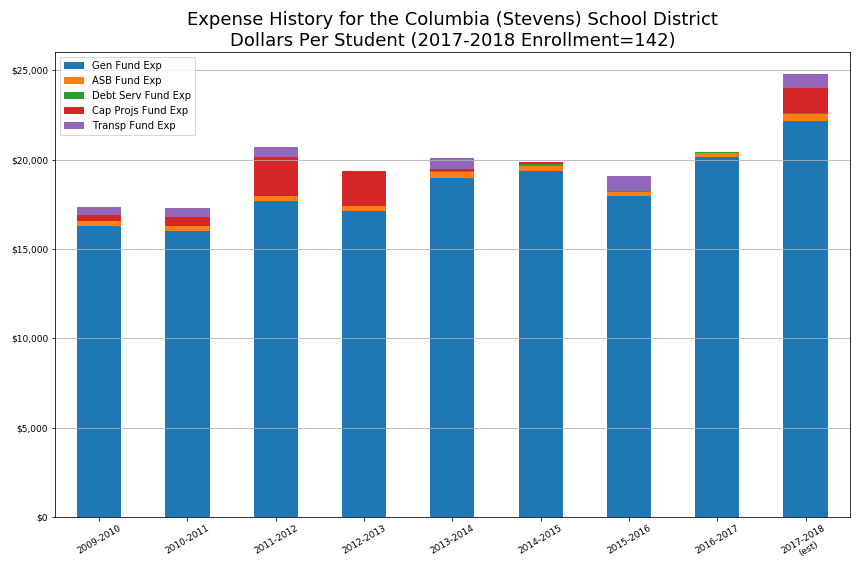 Expense History for the Columbia (Stevens) School District
Dollars Per Student (2017-2018 Enrollment=142)
Gen Fund Exp
ASB Fund Exp
Debt Serv Fund Exp
Cap Projs Fund Exp
Transp Fund Exp
$25,000
$20,000
$15,000
$10,000
$5,000
$0
2009-2010
2010-2011
2011-2012
2012-2013
2013-2014
2014-2015
2015-2016
2016-2017
2017-2018
(est)